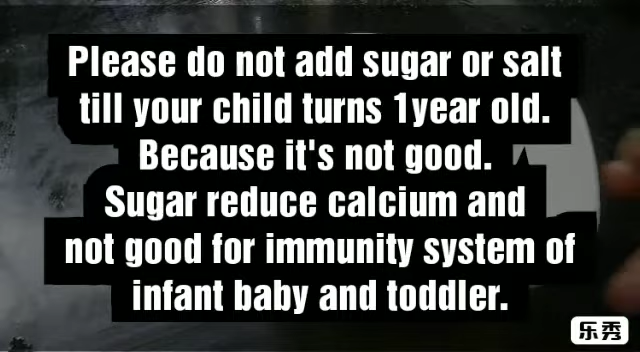 Please do not add sugar or salt
till your child turns 1year old.
Because it's not good.
Sugar reduce calcium and
not good for immunity system of
infant baby and toddler.
乐秀